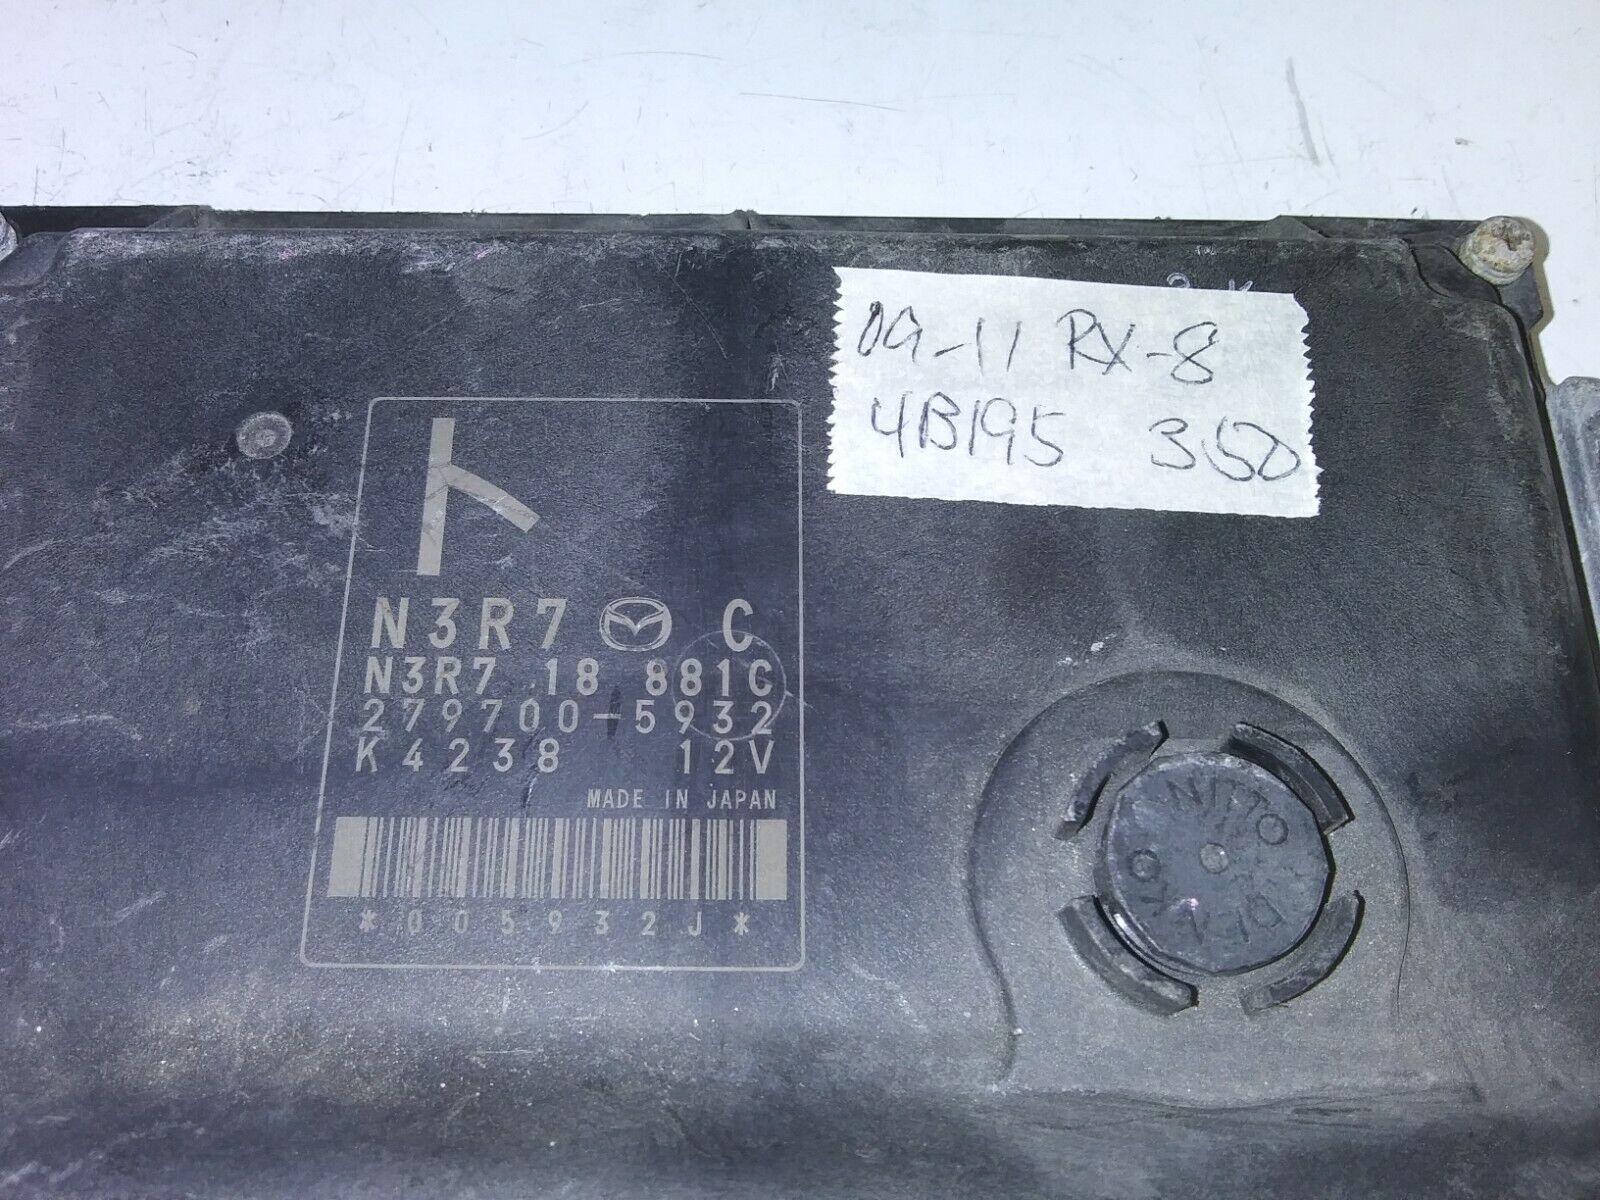 09-11 RX-8
4B195 350
ト
N3R7 C
N3R7 18 881C
279700-5932
K4238 12V
MADE IN JAPAN
*005932J*
NITTO DENKO